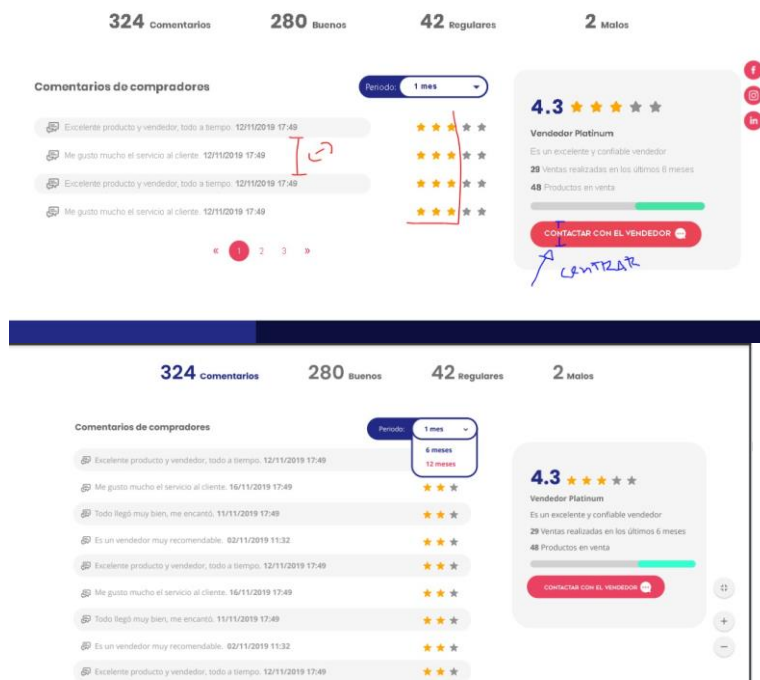 324 Comentarios 280 Buenos 42 Regulares 2 Malos
Comentarios de compradores
Periodo: 1 mes
Excelente producto y vendedor, todo a tiempo. 12/11/2019 17:49
Me gusto mucho el servicio al cliente. 12/11/2019 17:49
Excelente producto y vendedor, todo a tiempo. 12/11/2019 17:49
Me gusto mucho el servicio al cliente. 12/11/2019 17:49
« 1 2 3 »
4.3
Vendedor Platinum
Es un excelente y confiable vendedor
29 Ventas realizadas en los últimos 6 meses
48 Productos en venta
CONTACTAR CON EL VENDEDOR
CENTRAR
324 Comentarios 280 Buenos 42 Regulares 2 Malos
Comentarios de compradores
Periodo: 1 mes
6 meses
12 meses
Excelente producto y vendedor, todo a tiempo. 12/11/2019 17:49
Me gusto mucho el servicio al cliente. 16/11/2019 17:49
Todo llegó muy bien, me encantó. 11/11/2019 17:49
Es un vendedor muy recomendable. 02/11/2019 11:32
Excelente producto y vendedor, todo a tiempo. 12/11/2019 17:49
Me gusto mucho el servicio al cliente. 16/11/2019 17:49
Todo llegó muy bien, me encantó. 11/11/2019 17:49
Es un vendedor muy recomendable. 02/11/2019 11:32
Excelente producto y vendedor, todo a tiempo. 12/11/2019 17:49
4.3
Vendedor Platinum
Es un excelente y confiable vendedor
29 Ventas realizadas en los últimos 6 meses
48 Productos en venta
CONTACTAR CON EL VENDEDOR